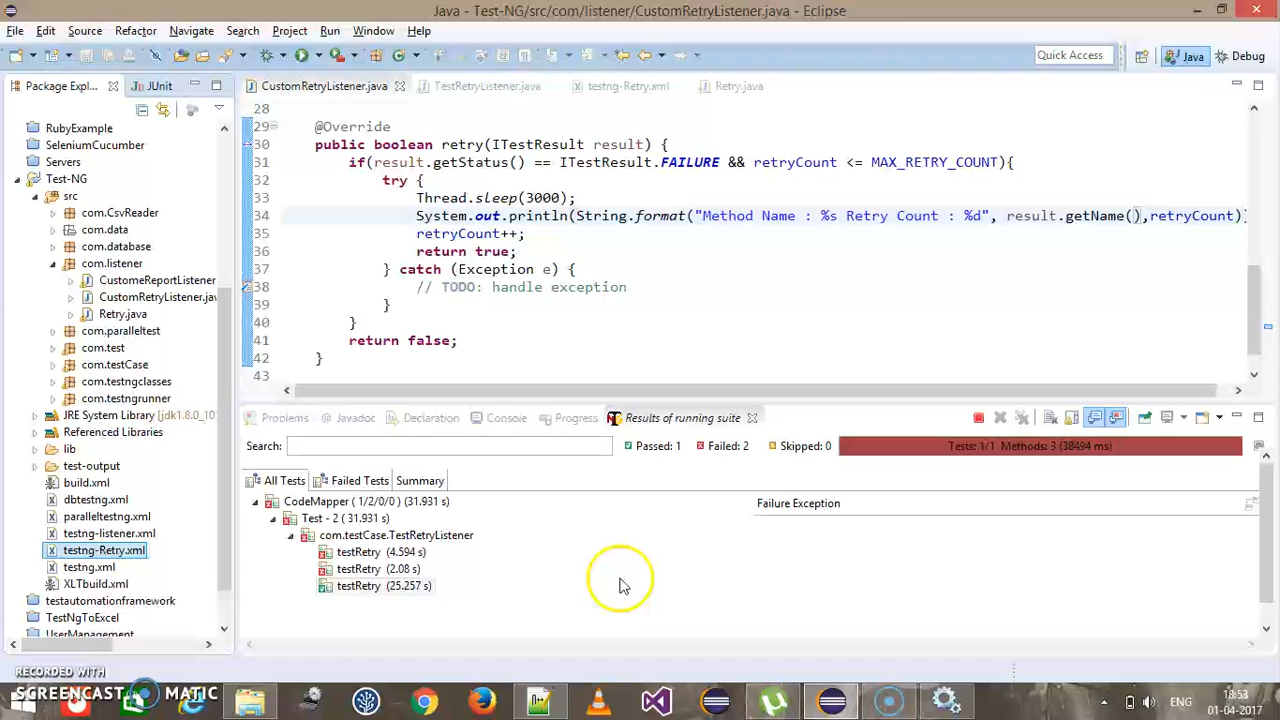 Java - Test-NG/src/com/listener/CustomRetryListener.java - Eclipse
File Edit Source Refactor Navigate Search Project Run Window Help
Quick Access Java Debug
Package Expl... JUnit
CustomRetryListener.java TestRetryListener.java testng-Retry.xml Retry.java
RubyExample
SeleniumCucumber
Servers
Test-NG
src
com.CsvReader
com.data
com.database
com.listener
CustomeReportListener
CustomRetryListener.jav
Retry.java
com.paralleltest
com.test
com.testCase
com.testngclasses
com.testngrunner
JRE System Library [jdk1.8.0_10
Referenced Libraries
lib
test-output
build.xml
dbtestng.xml
paralleltestng.xml
testng-listener.xml
testng-Retry.xml
testng.xml
XLTbuild.xml
testautomationframework
TestNgToExcel
UserManagement
28
29 @Override
30 public boolean retry(ITestResult result) {
31 if(result.getStatus() == ITestResult.FAILURE && retryCount <= MAX_RETRY_COUNT){
32 try {
33 Thread.sleep(3000);
34 System.out.println(String.format("Method Name : %s Retry Count : %d", result.getName(),retryCount))
35 retryCount++;
36 return true;
37 } catch (Exception e) {
38 // TODO: handle exception
39 }
40 }
41 return false;
42 }
43
Problems Javadoc Declaration Console Progress Results of running suite
Search: Passed: 1 Failed: 2 Skipped: 0 Tests: 1/1 Methods: 3 (38494 ms)
All Tests Failed Tests Summary
CodeMapper ( 1/2/0/0 ) (31.931 s)
Test - 2 ( 31.931 s)
com.testCase.TestRetryListener
testRetry (4.594 s)
testRetry (2.08 s)
testRetry (25.257 s)
Failure Exception
RECORDED WITH
SCREENCAST MATIC
ENG
18:53
01-04-2017